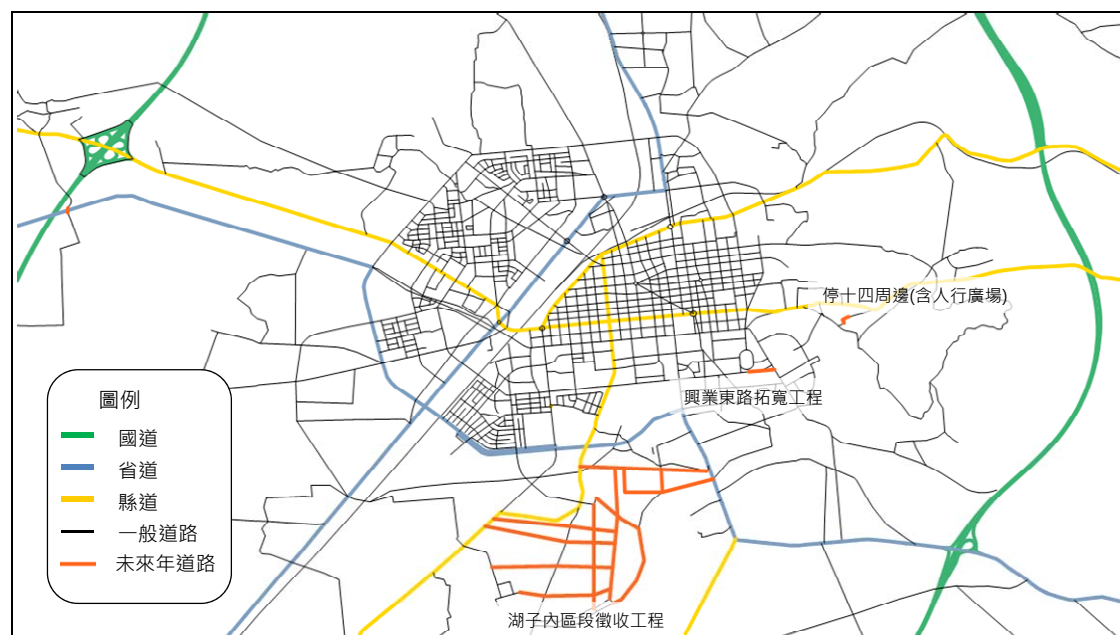 停十四周邊(含人行廣場)
興業東路拓寬工程
圖例
國道
省道
縣道
一般道路
未來年道路
湖子內區段徵收工程